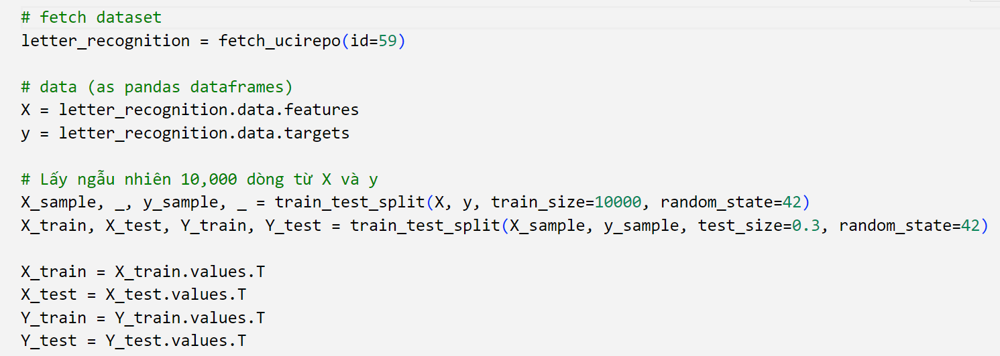 # fetch dataset
letter_recognition = fetch_ucirepo(id=59)
# data (as pandas dataframes)
X = letter_recognition.data.features
y = letter_recognition.data.targets
# Lấy ngẫu nhiên 10,000 dòng từ X và y
X_sample, _, y_sample, _ = train_test_split(X, y, train_size=10000, random_state=42)
X_train, X_test, Y_train, Y_test = train_test_split(X_sample, y_sample, test_size=0.3, random_state=42)
X_train = X_train.values.T
X_test = X_test.values.T
Y_train = Y_train.values.T
Y_test = Y_test.values.T